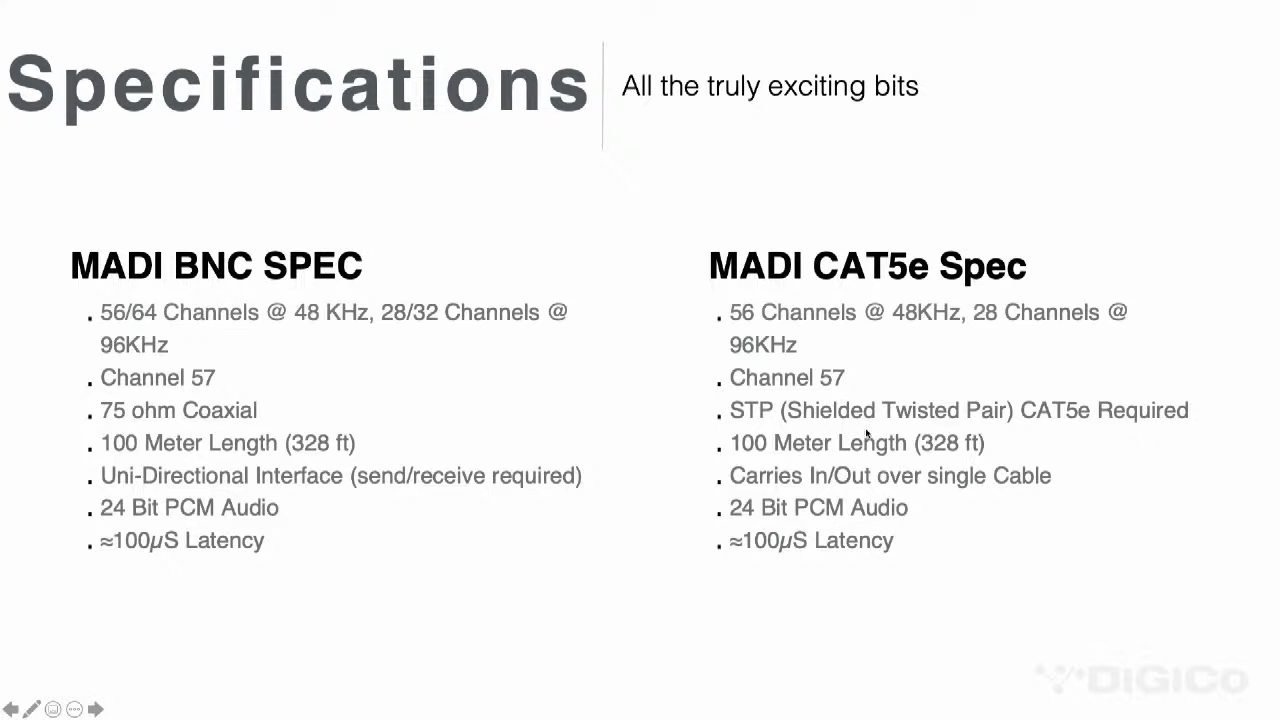 Specifications
All the truly exciting bits
MADI BNC SPEC
. 56/64 Channels @ 48 KHz, 28/32 Channels @
96KHz
. Channel 57
. 75 ohm Coaxial
. 100 Meter Length (328 ft)
. Uni-Directional Interface (send/receive required)
. 24 Bit PCM Audio
. ≈100µS Latency
MADI CAT5e Spec
. 56 Channels @ 48KHz, 28 Channels @
96KHz
. Channel 57
. STP (Shielded Twisted Pair) CAT5e Required
. 100 Meter Length (328 ft)
. Carries In/Out over single Cable
. 24 Bit PCM Audio
. ≈100µS Latency
DiGiCo